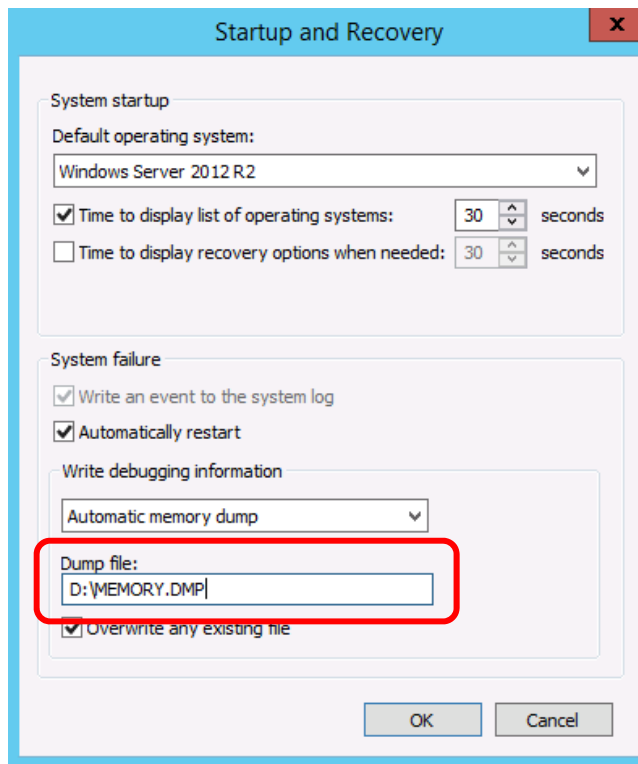 Startup and Recovery
x
System startup
Default operating system:
Windows Server 2012 R2
Time to display list of operating systems: 30 seconds
Time to display recovery options when needed: 30 seconds
System failure
Write an event to the system log
Automatically restart
Write debugging information
Automatic memory dump
Dump file:
D:\MEMORY.DMP
Overwrite any existing file
OK Cancel